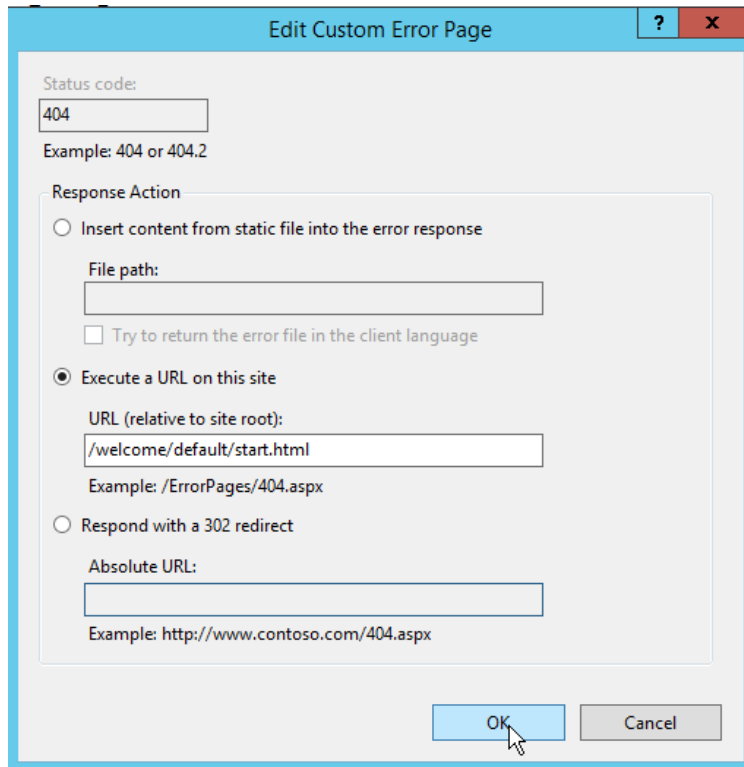 Edit Custom Error Page
?
x
Status code:
404
Example: 404 or 404.2
Response Action
Insert content from static file into the error response
File path:
Try to return the error file in the client language
Execute a URL on this site
URL (relative to site root):
/welcome/default/start.html
Example: /ErrorPages/404.aspx
Respond with a 302 redirect
Absolute URL:
Example: http://www.contoso.com/404.aspx
OK
Cancel